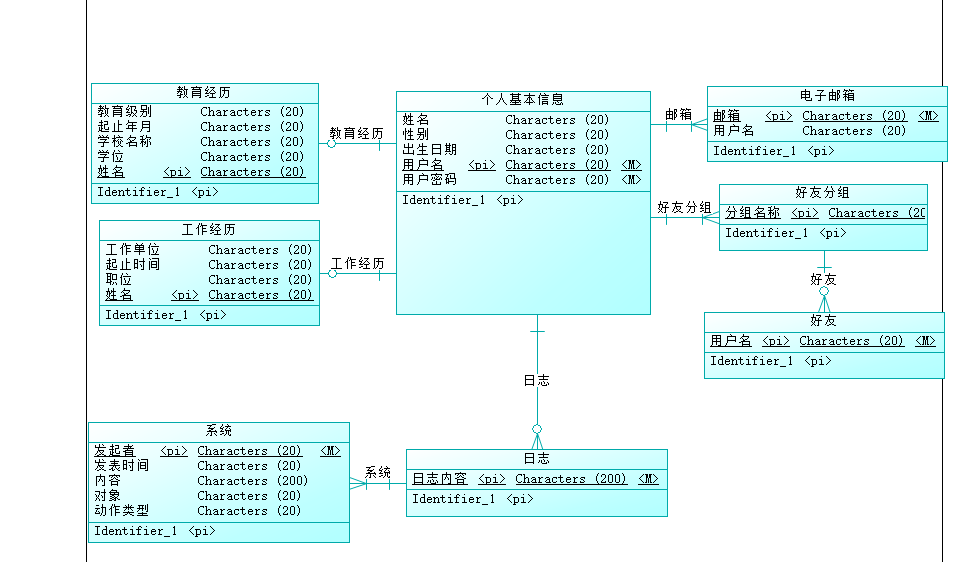 教育经历
教育级别 Characters (20)
起止年月 Characters (20)
学校名称 Characters (20)
学位 Characters (20)
姓名 <pi> Characters (20)
Identifier_1 <pi>
教育经历
个人基本信息
姓名 Characters (20)
性别 Characters (20)
出生日期 Characters (20)
用户名 <pi> Characters (20) <M>
用户密码 Characters (20) <M>
Identifier_1 <pi>
邮箱
电子邮箱
邮箱 <pi> Characters (20) <M>
用户名 Characters (20)
Identifier_1 <pi>
好友分组
好友分组
分组名称 <pi> Characters (20
Identifier_1 <pi>
工作经历
工作单位 Characters (20)
起止时间 Characters (20)
职位 Characters (20)
姓名 <pi> Characters (20)
Identifier_1 <pi>
工作经历
好友
好友
用户名 <pi> Characters (20) <M>
Identifier_1 <pi>
日志
系统
发起者 <pi> Characters (20) <M>
发表时间 Characters (20)
内容 Characters (200)
对象 Characters (20)
动作类型 Characters (20)
Identifier_1 <pi>
系统
日志
日志内容 <pi> Characters (200) <M>
Identifier_1 <pi>